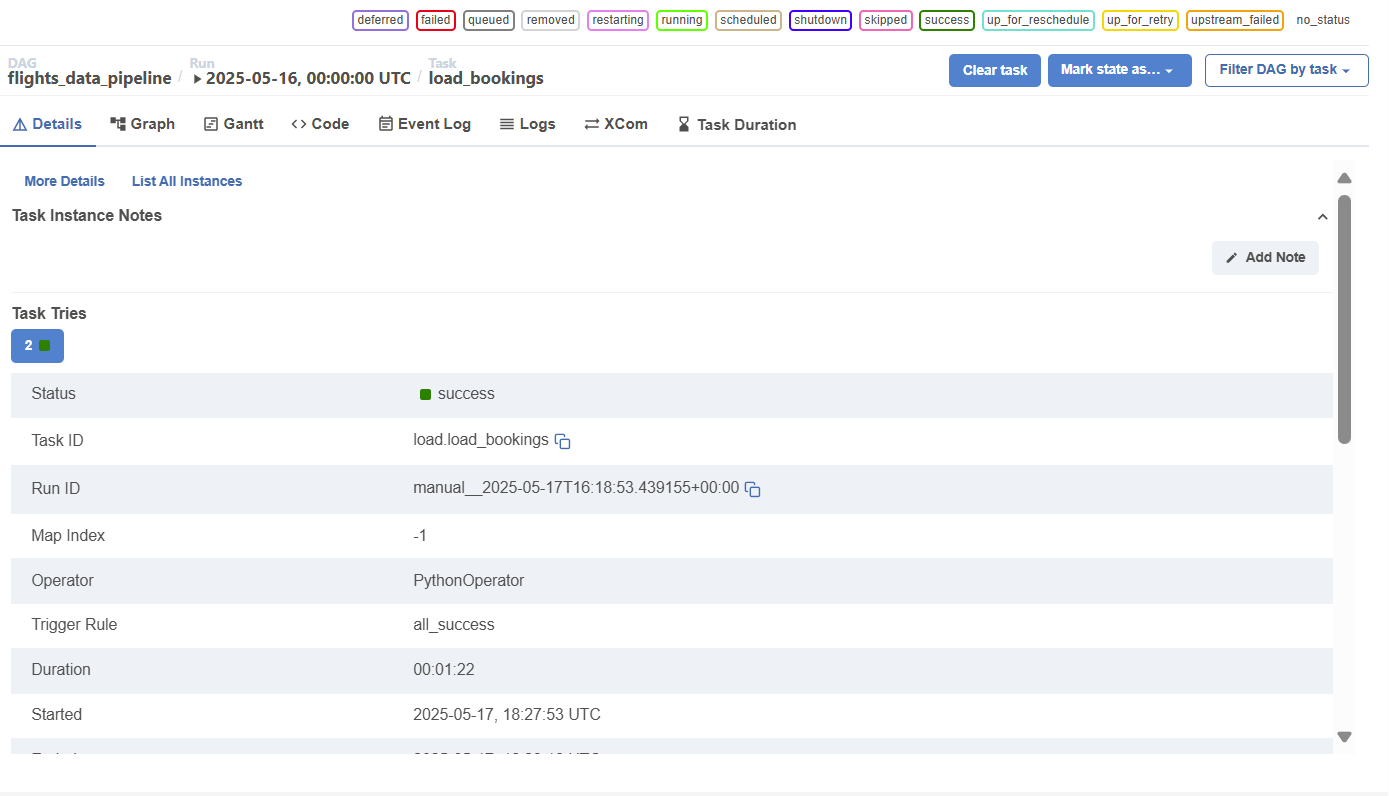 deferred failed queued removed restarting running scheduled shutdown skipped success up_for_reschedule up_for_retry upstream_failed no_status
DAG Run Task
flights_data_pipeline / 2025-05-16, 00:00:00 UTC / load_bookings
Clear task Mark state as... Filter DAG by task
Details Graph Gantt Code Event Log Logs XCom Task Duration
More Details List All Instances
Task Instance Notes
Add Note
Task Tries
2
Status success
Task ID load.load_bookings
Run ID manual__2025-05-17T16:18:53.439155+00:00
Map Index -1
Operator PythonOperator
Trigger Rule all_success
Duration 00:01:22
Started 2025-05-17, 18:27:53 UTC